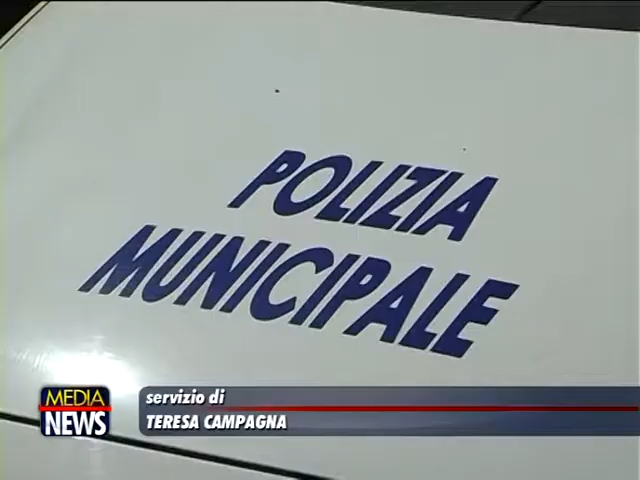 POLIZIA
MUNICIPALE
MEDIA
NEWS
servizio di
TERESA CAMPAGNA